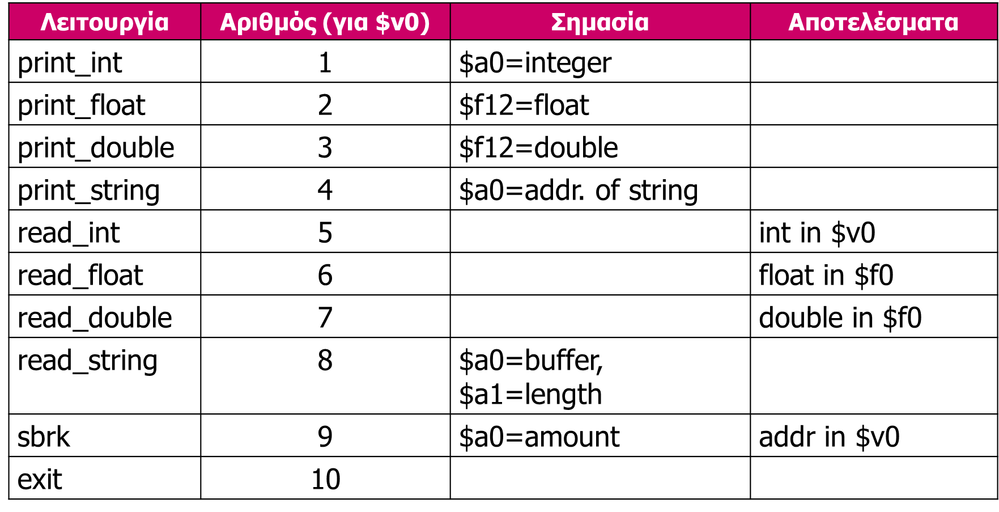 Λειτουργία Αριθμός (για $v0) Σημασία Αποτελέσματα
print_int 1 $a0=integer
print_float 2 $f12=float
print_double 3 $f12=double
print_string 4 $a0=addr. of string
read_int 5 int in $v0
read_float 6 float in $f0
read_double 7 double in $f0
read_string 8 $a0=buffer,
$a1=length
sbrk 9 $a0=amount addr in $v0
exit 10